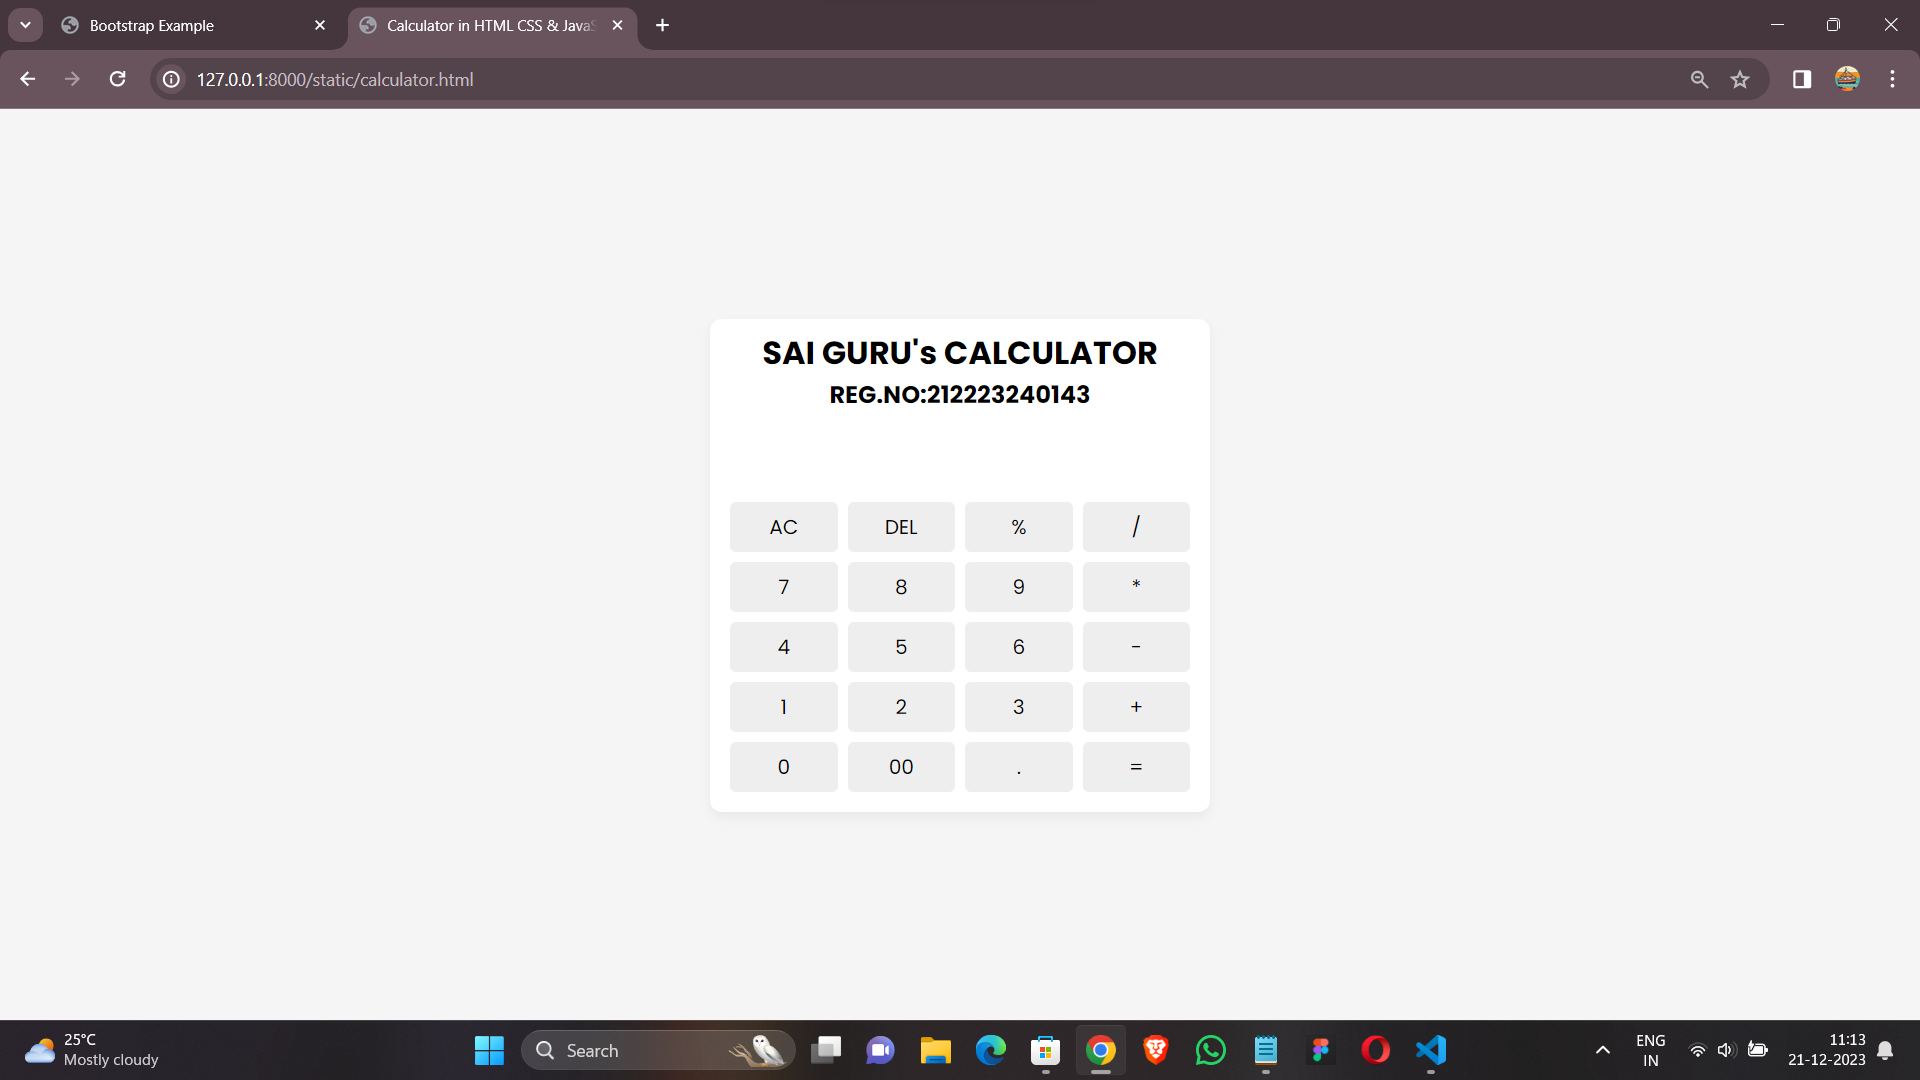 Bootstrap Example
Calculator in HTML CSS & JavaS
127.0.0.1:8000/static/calculator.html
SAI GURU's CALCULATOR
REG.NO:212223240143
AC DEL % /
7 8 9 *
4 5 6 -
1 2 3 +
0 00 . =
25°C
Mostly cloudy
Search
ENG
IN
11:13
21-12-2023